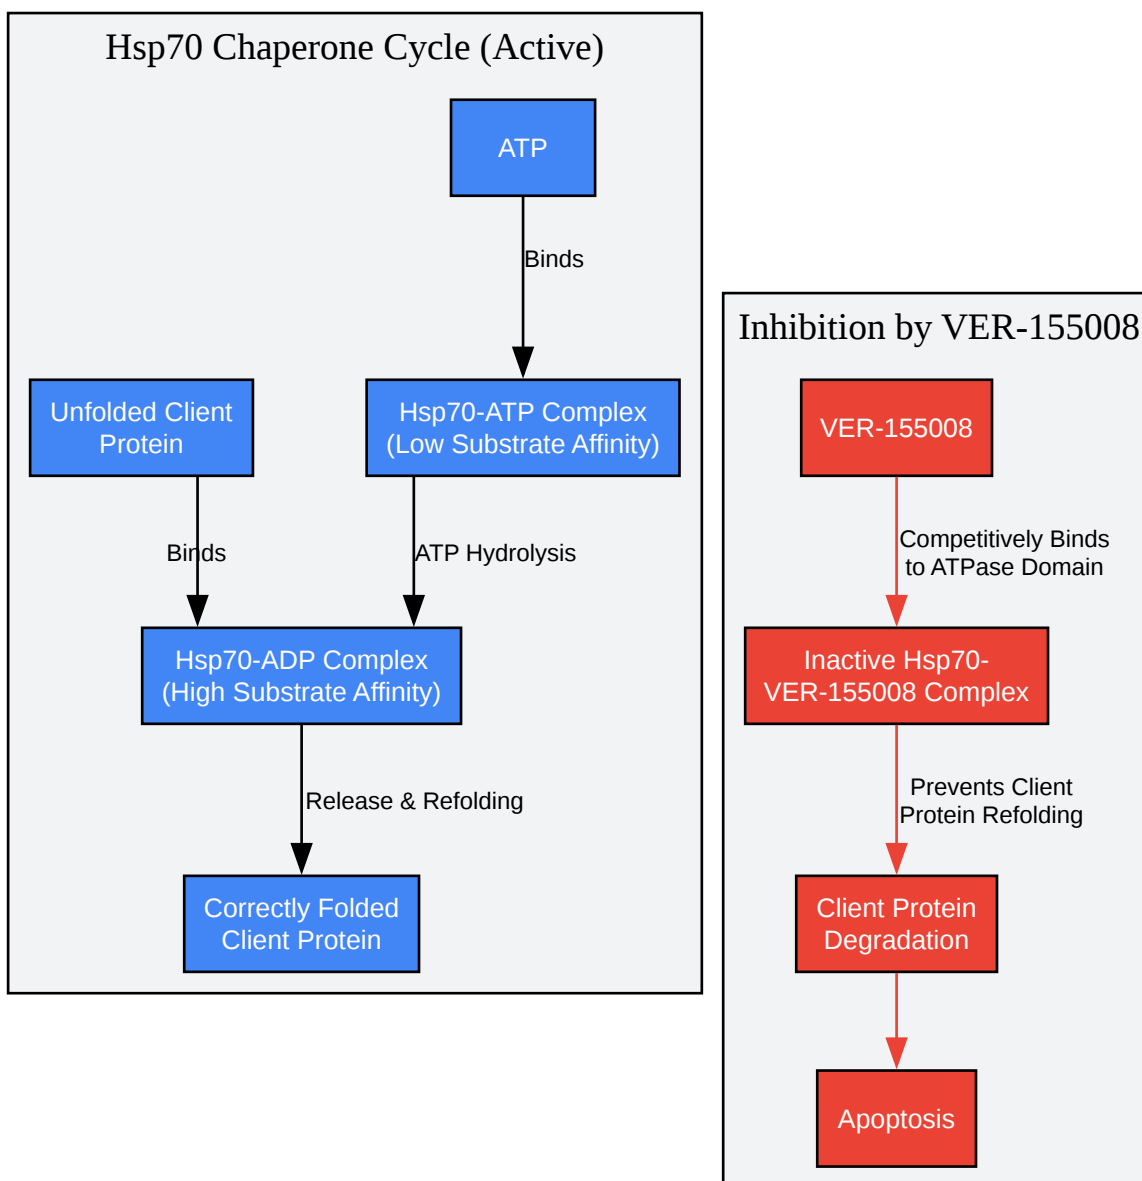 Hsp70 Chaperone Cycle (Active)
ATP
Binds
Unfolded Client
Protein
Hsp70-ATP Complex
(Low Substrate Affinity)
Binds
ATP Hydrolysis
Hsp70-ADP Complex
(High Substrate Affinity)
Release & Refolding
Correctly Folded
Client Protein
Inhibition by VER-155008
VER-155008
Competitively Binds
to ATPase Domain
Inactive Hsp70-
VER-155008 Complex
Prevents Client
Protein Refolding
Client Protein
Degradation
Apoptosis